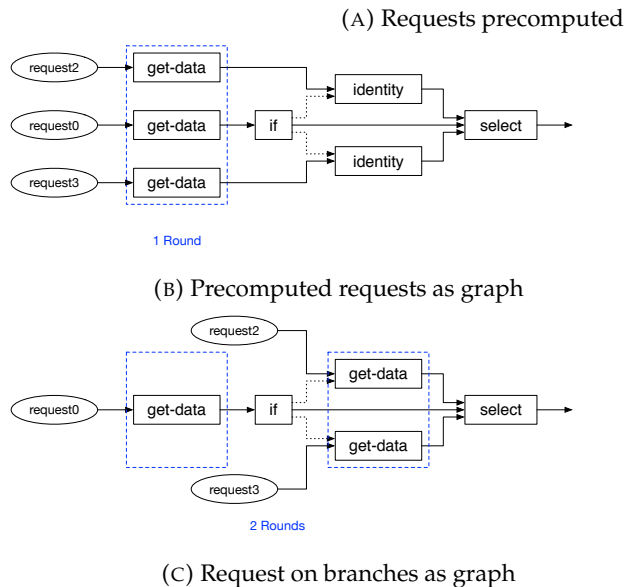 (A) Requests precomputed
request2
get-data
identity
request0
get-data
if
select
identity
request3
get-data
1 Round
(B) Precomputed requests as graph
request2
get-data
request0
get-data
if
select
get-data
request3
2 Rounds
(C) Request on branches as graph